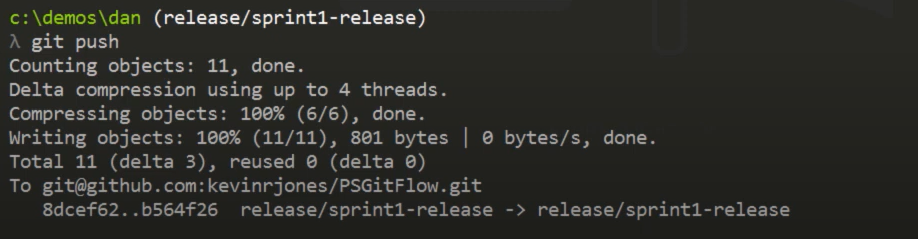 c:\demos\dan (release/sprint1-release)
λ git push
Counting objects: 11, done.
Delta compression using up to 4 threads.
Compressing objects: 100% (6/6), done.
Writing objects: 100% (11/11), 801 bytes | 0 bytes/s, done.
Total 11 (delta 3), reused 0 (delta 0)
To git@github.com:kevinrjones/PSGitFlow.git
   8dcef62..b564f26  release/sprint1-release -> release/sprint1-release